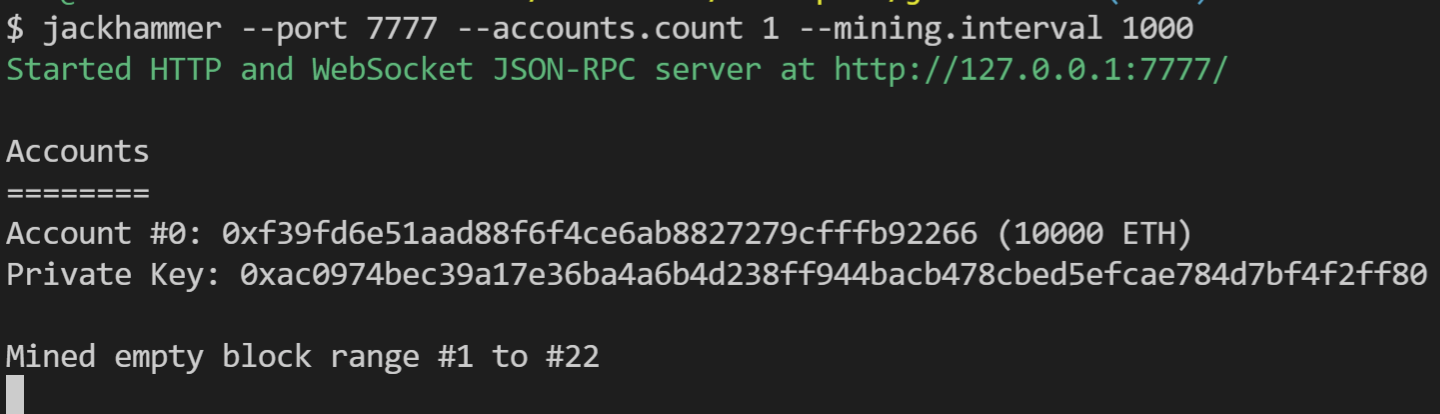 $ jackhammer --port 7777 --accounts.count 1 --mining.interval 1000
Started HTTP and WebSocket JSON-RPC server at http://127.0.0.1:7777/
Accounts
========
Account #0: 0xf39fd6e51aad88f6f4ce6ab8827279cfffb92266 (10000 ETH)
Private Key: 0xac0974bec39a17e36ba4a6b4d238ff944bacb478cbed5efcae784d7bf4f2ff80
Mined empty block range #1 to #22